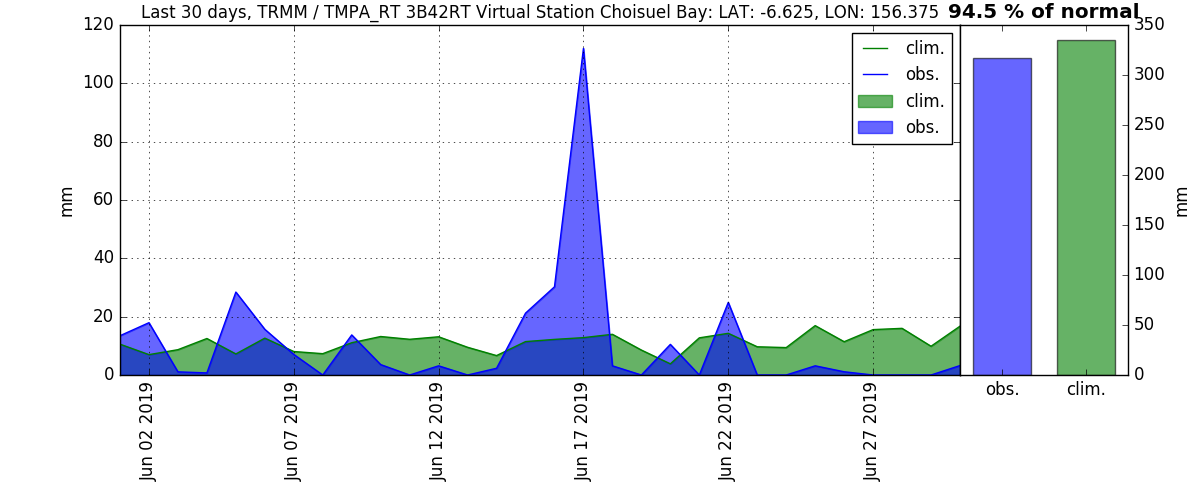 Last 30 days, TRMM / TMPA_RT 3B42RT Virtual Station Choisuel Bay: LAT: -6.625, LON: 156.375
94.5 % of normal
120
100
80
60
40
20
0
mm
clim.
obs.
clim.
obs.
Jun 02 2019
Jun 07 2019
Jun 12 2019
Jun 17 2019
Jun 22 2019
Jun 27 2019
350
300
250
200
150
100
50
0
mm
obs.
clim.